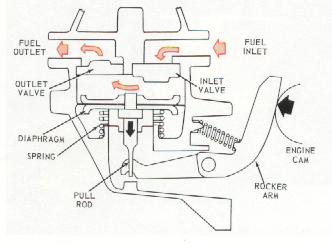 FUEL
OUTLET
FUEL
INLET
OUTLET
VALVE
INLET
VALVE
DIAPHRAGM
SPRING
PULL
ROD
ENGINE
CAM
ROCKER
ARM